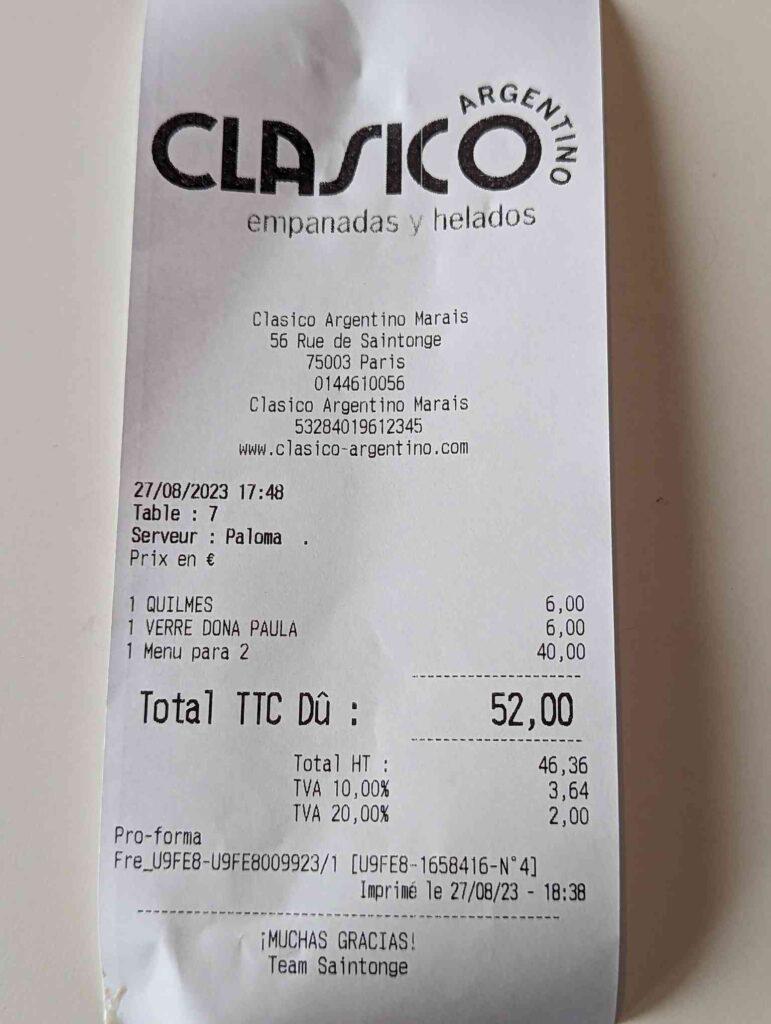 CLASICO ARGENTINO
empanadas y helados
Clasico Argentino Marais
56 Rue de Saintonge
75003 Paris
0144610056
Clasico Argentino Marais
53284019612345
www.clasico-argentino.com
27/08/2023 17:48
Table : 7
Serveur : Paloma .
Prix en €
1 QUILMES 6,00
1 VERRE DONA PAULA 6,00
1 Menu para 2 40,00
Total TTC Dû : 52,00
Total HT : 46,36
TVA 10,00% 3,64
TVA 20,00% 2,00
Pro-forma
Fre_U9FE8-U9FE8009923/1 [U9FE8-1658416-N°4]
Imprimé le 27/08/23 - 18:38
¡MUCHAS GRACIAS!
Team Saintonge